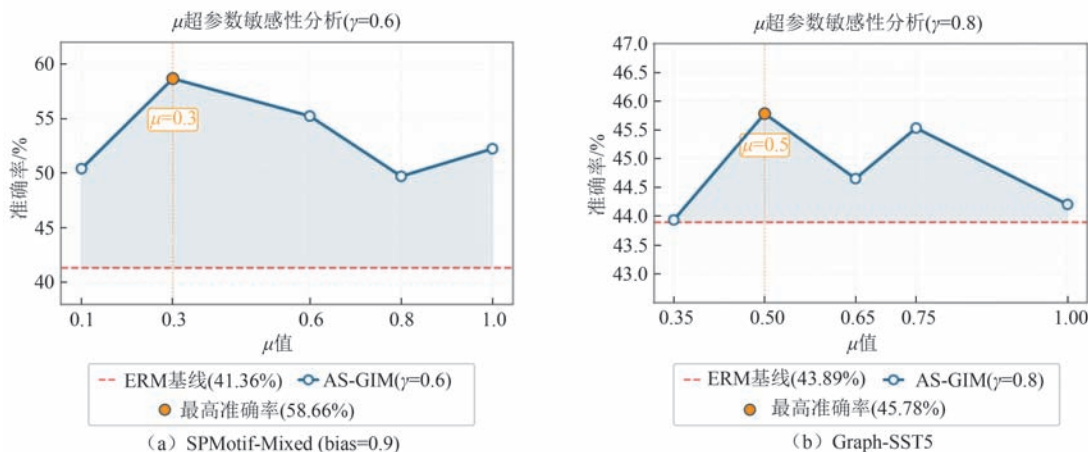 μ超参数敏感性分析(γ=0.6)
准确率/%
60
55
50
45
40
μ=0.3
0.1 0.3 0.6 0.8 1.0
μ值
ERM基线(41.36%) AS-GIM(γ=0.6)
最高准确率(58.66%)
（a）SPMotif-Mixed (bias=0.9)
μ超参数敏感性分析(γ=0.8)
准确率/%
47.0
46.5
46.0
45.5
45.0
44.5
44.0
43.5
43.0
μ=0.5
0.35 0.50 0.65 0.75 1.00
μ值
ERM基线(43.89%) AS-GIM(γ=0.8)
最高准确率(45.78%)
（b）Graph-SST5